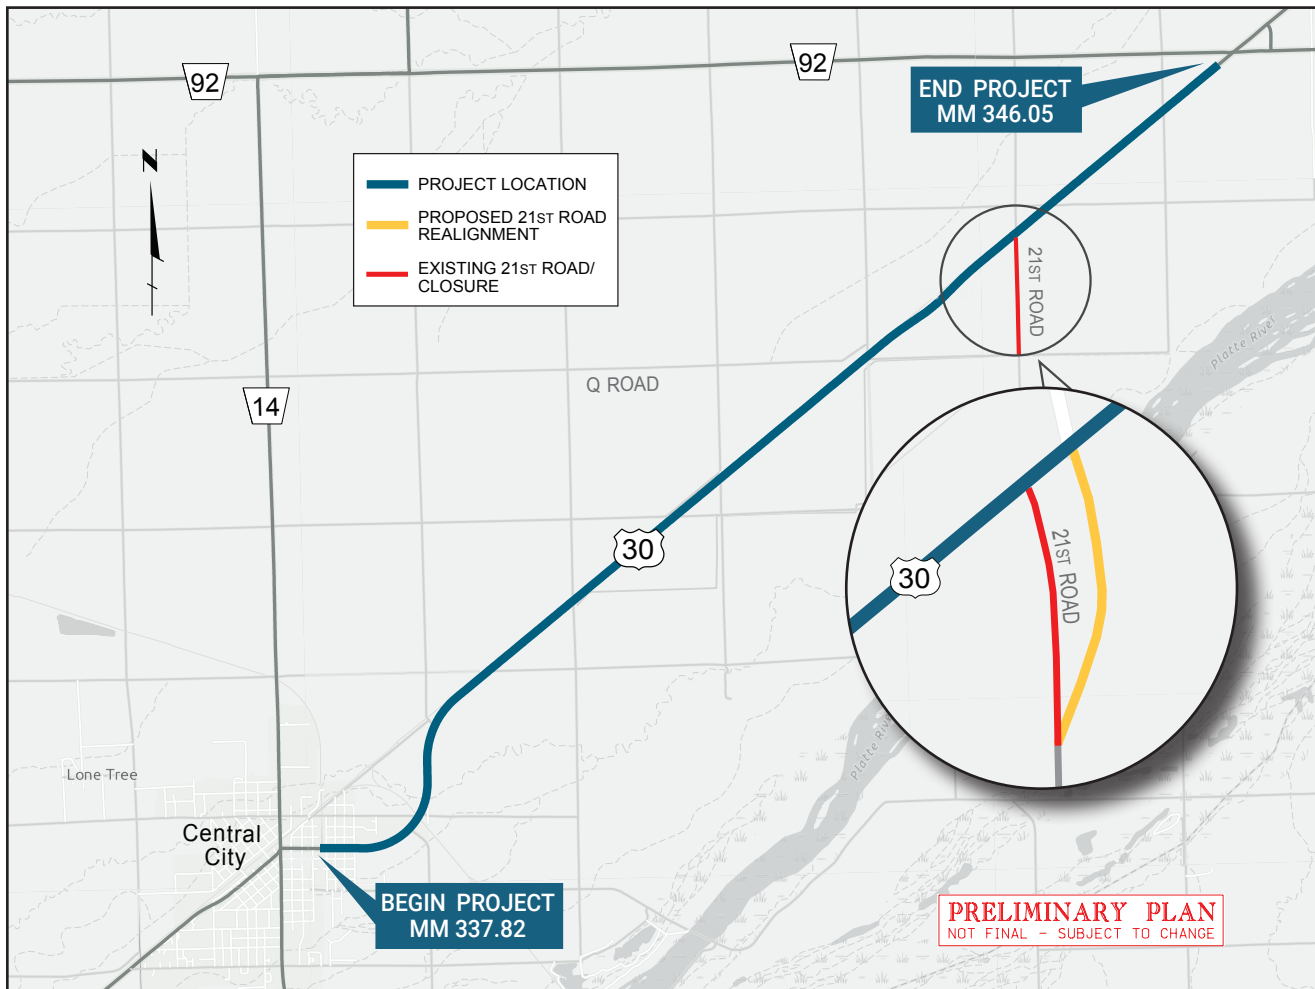 92
92
END PROJECT
MM 346.05
N
PROJECT LOCATION
PROPOSED 21ST ROAD
REALIGNMENT
EXISTING 21ST ROAD/
CLOSURE
21ST ROAD
Platte River
Q ROAD
14
30
21ST ROAD
30
Platte River
Lone Tree
Central
City
BEGIN PROJECT
MM 337.82
PRELIMINARY PLAN
NOT FINAL - SUBJECT TO CHANGE